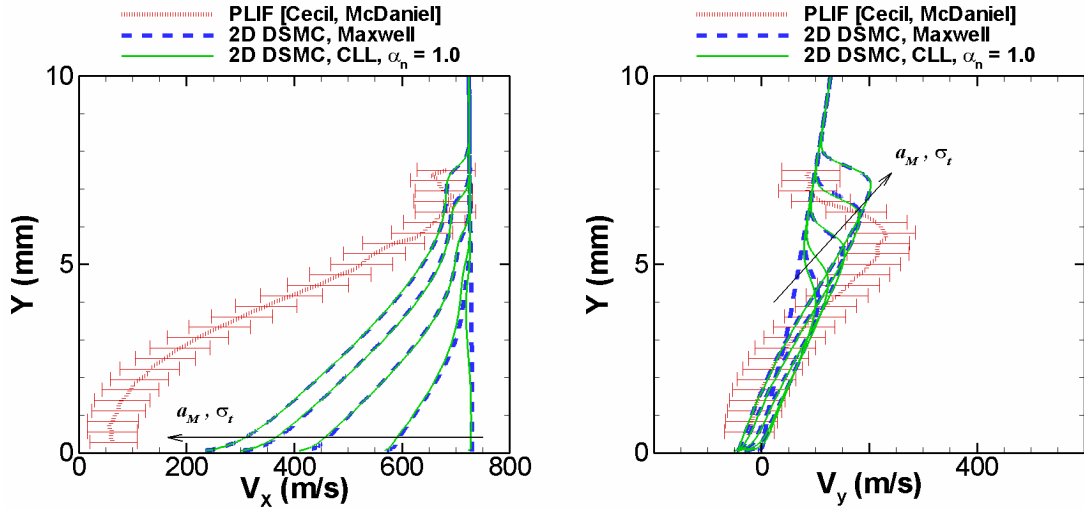 PLIF [Cecil, McDaniel]
2D DSMC, Maxwell
2D DSMC, CLL, αn = 1.0
10
5
0
Y (mm)
aM , σt
0 200 400 600 800
Vx (m/s)
PLIF [Cecil, McDaniel]
2D DSMC, Maxwell
2D DSMC, CLL, αn = 1.0
10
5
0
Y (mm)
aM , σt
0 400
Vy (m/s)